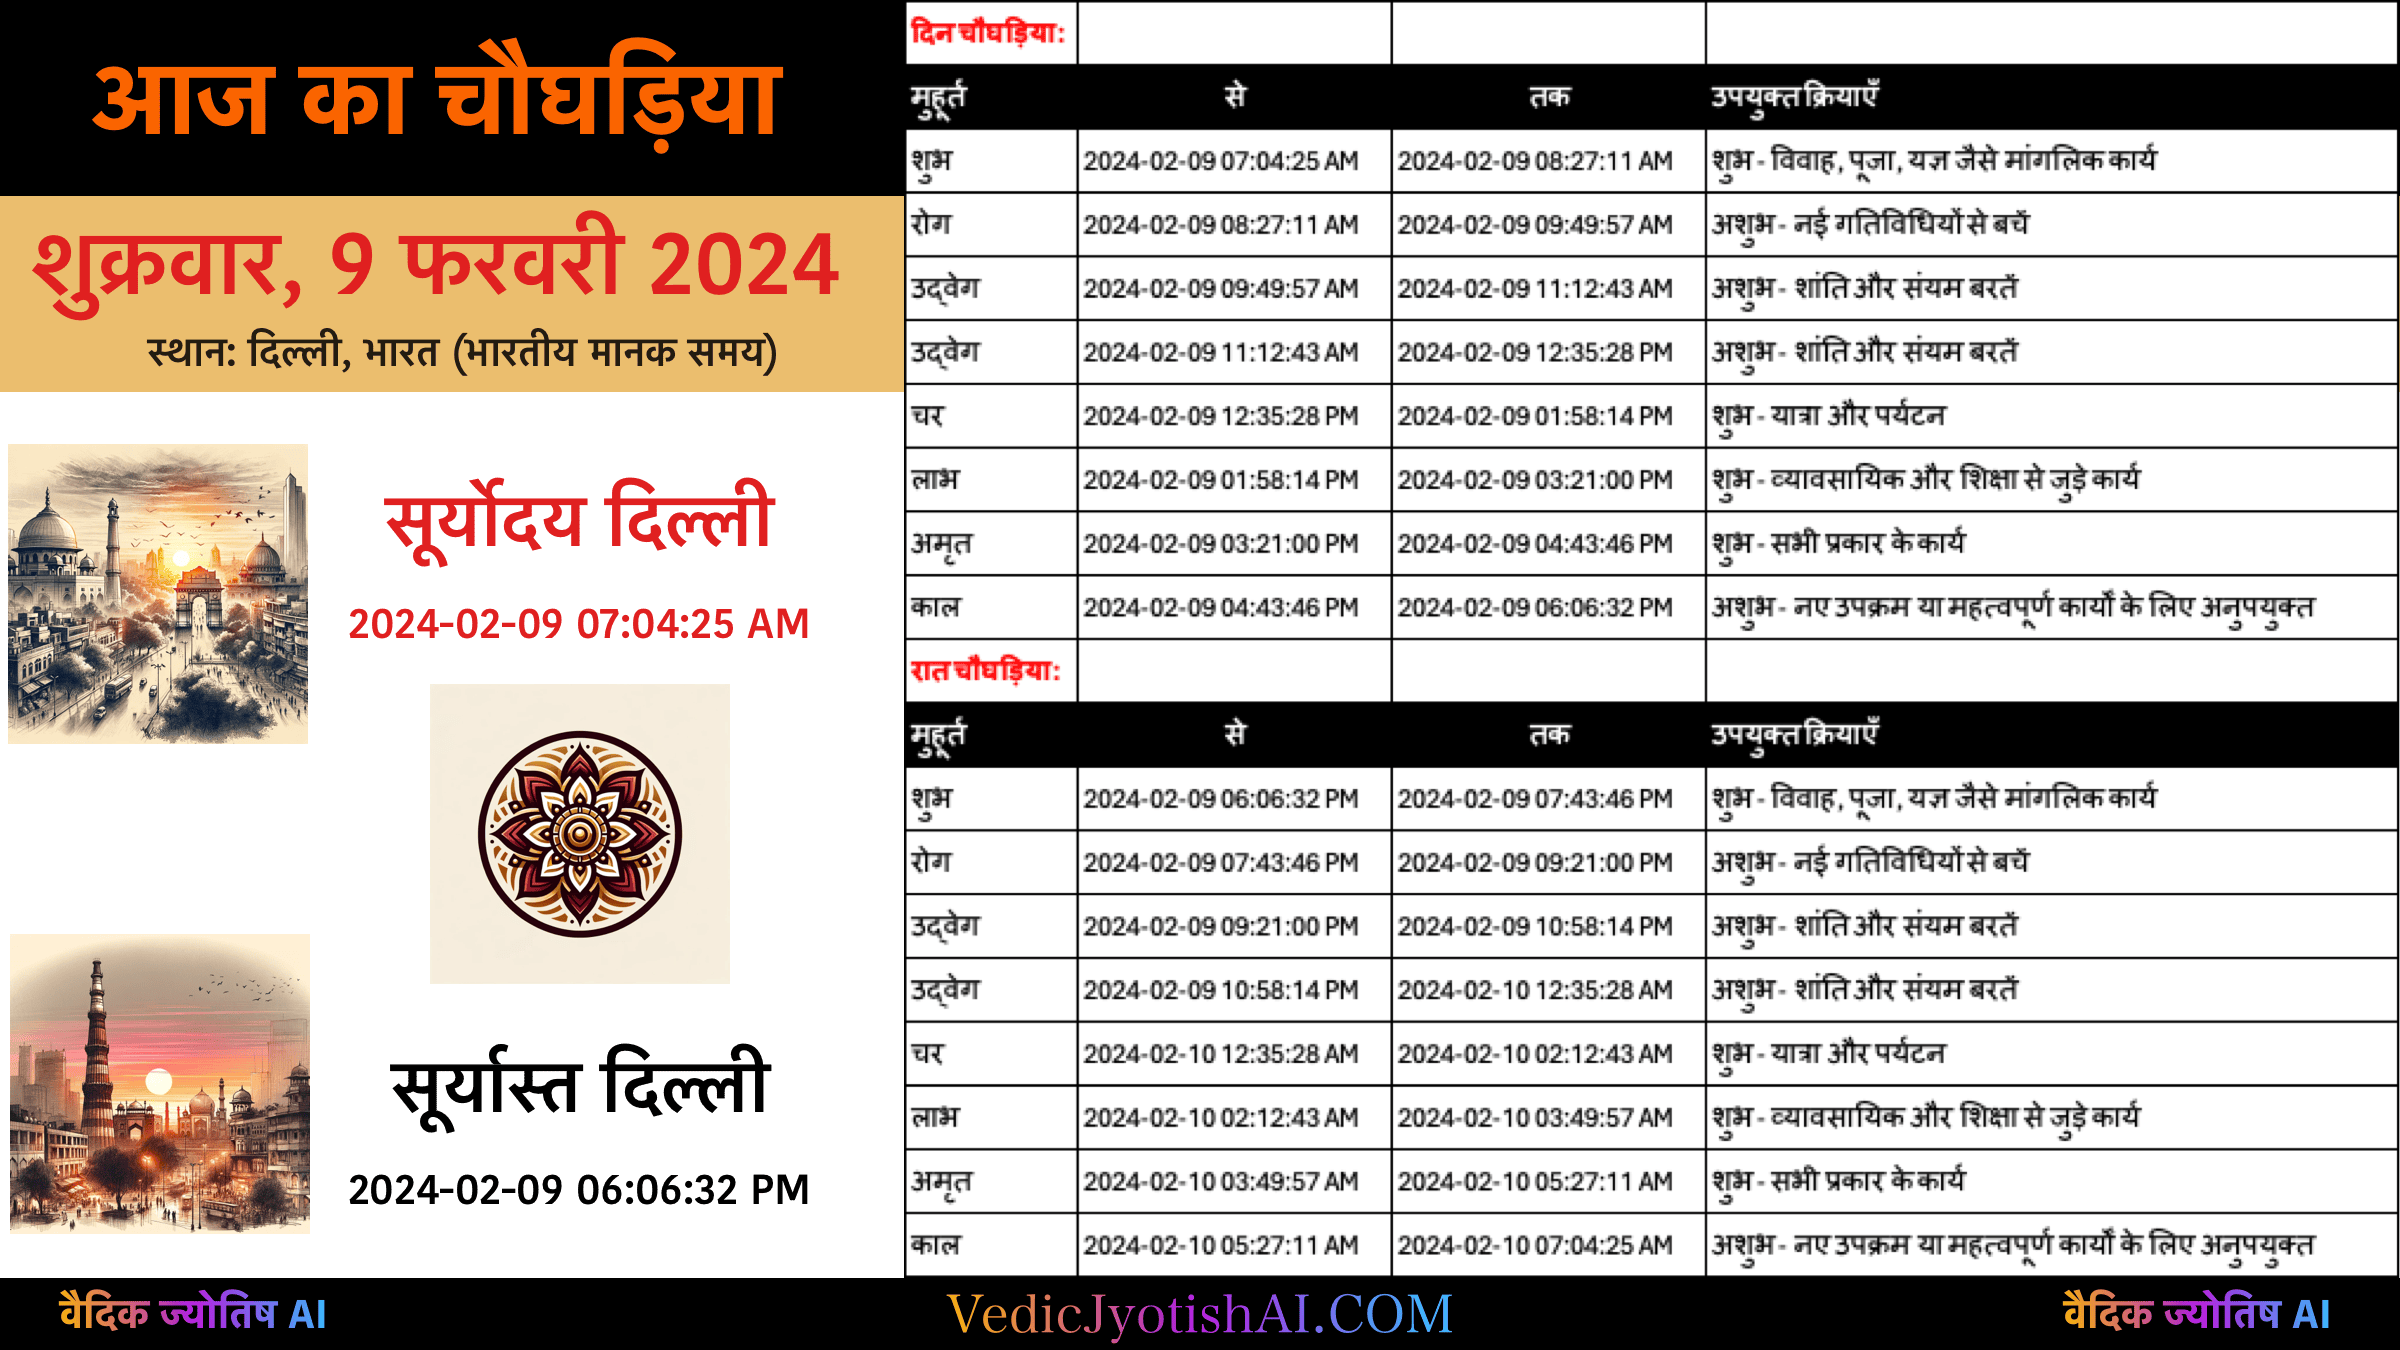 आज का चौघड़िया
शुक्रवार, 9 फरवरी 2024
स्थान: दिल्ली, भारत (भारतीय मानक समय)
सूर्योदय दिल्ली
2024-02-09 07:04:25 AM
सूर्यास्त दिल्ली
2024-02-09 06:06:32 PM
दिन चौघड़िया:
मुहूर्त से तक उपयुक्त क्रियाएँ
शुभ 2024-02-09 07:04:25 AM 2024-02-09 08:27:11 AM शुभ - विवाह, पूजा, यज्ञ जैसे मांगलिक कार्य
रोग 2024-02-09 08:27:11 AM 2024-02-09 09:49:57 AM अशुभ - नई गतिविधियों से बचें
उद्वेग 2024-02-09 09:49:57 AM 2024-02-09 11:12:43 AM अशुभ - शांति और संयम बरतें
उद्वेग 2024-02-09 11:12:43 AM 2024-02-09 12:35:28 PM अशुभ - शांति और संयम बरतें
चर 2024-02-09 12:35:28 PM 2024-02-09 01:58:14 PM शुभ - यात्रा और पर्यटन
लाभ 2024-02-09 01:58:14 PM 2024-02-09 03:21:00 PM शुभ - व्यावसायिक और शिक्षा से जुड़े कार्य
अमृत 2024-02-09 03:21:00 PM 2024-02-09 04:43:46 PM शुभ - सभी प्रकार के कार्य
काल 2024-02-09 04:43:46 PM 2024-02-09 06:06:32 PM अशुभ - नए उपक्रम या महत्वपूर्ण कार्यों के लिए अनुपयुक्त
रात चौघड़िया:
मुहूर्त से तक उपयुक्त क्रियाएँ
शुभ 2024-02-09 06:06:32 PM 2024-02-09 07:43:46 PM शुभ - विवाह, पूजा, यज्ञ जैसे मांगलिक कार्य
रोग 2024-02-09 07:43:46 PM 2024-02-09 09:21:00 PM अशुभ - नई गतिविधियों से बचें
उद्वेग 2024-02-09 09:21:00 PM 2024-02-09 10:58:14 PM अशुभ - शांति और संयम बरतें
उद्वेग 2024-02-09 10:58:14 PM 2024-02-10 12:35:28 AM अशुभ - शांति और संयम बरतें
चर 2024-02-10 12:35:28 AM 2024-02-10 02:12:43 AM शुभ - यात्रा और पर्यटन
लाभ 2024-02-10 02:12:43 AM 2024-02-10 03:49:57 AM शुभ - व्यावसायिक और शिक्षा से जुड़े कार्य
अमृत 2024-02-10 03:49:57 AM 2024-02-10 05:27:11 AM शुभ - सभी प्रकार के कार्य
काल 2024-02-10 05:27:11 AM 2024-02-10 07:04:25 AM अशुभ - नए उपक्रम या महत्वपूर्ण कार्यों के लिए अनुपयुक्त
वैदिक ज्योतिष AI VedicJyotishAI.COM वैदिक ज्योतिष AI